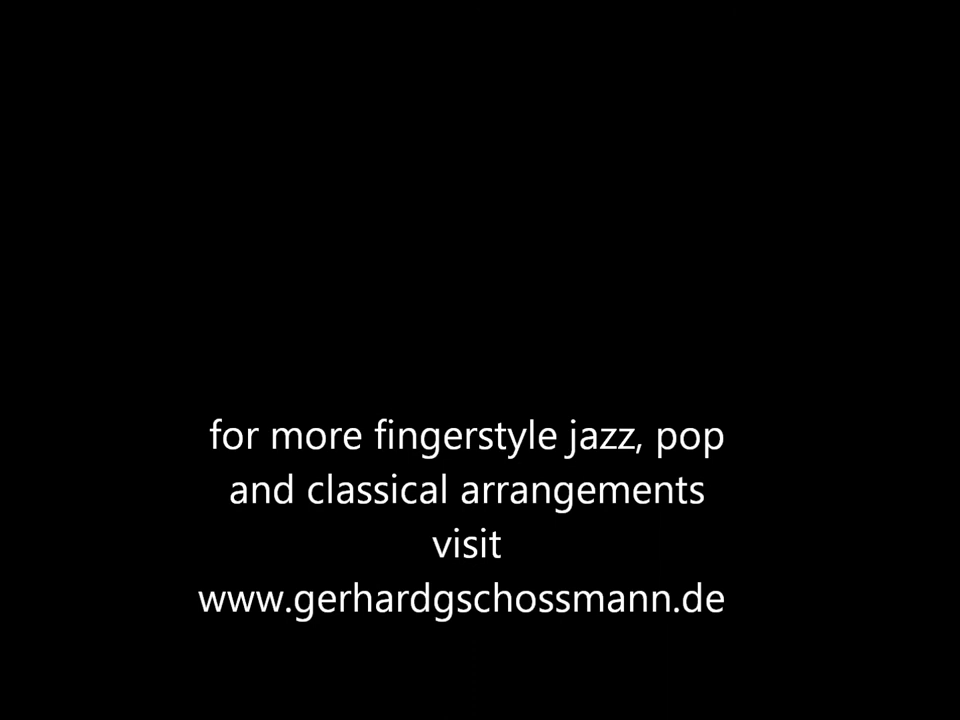 for more fingerstyle jazz, pop
and classical arrangements
visit
www.gerhardgschossmann.de